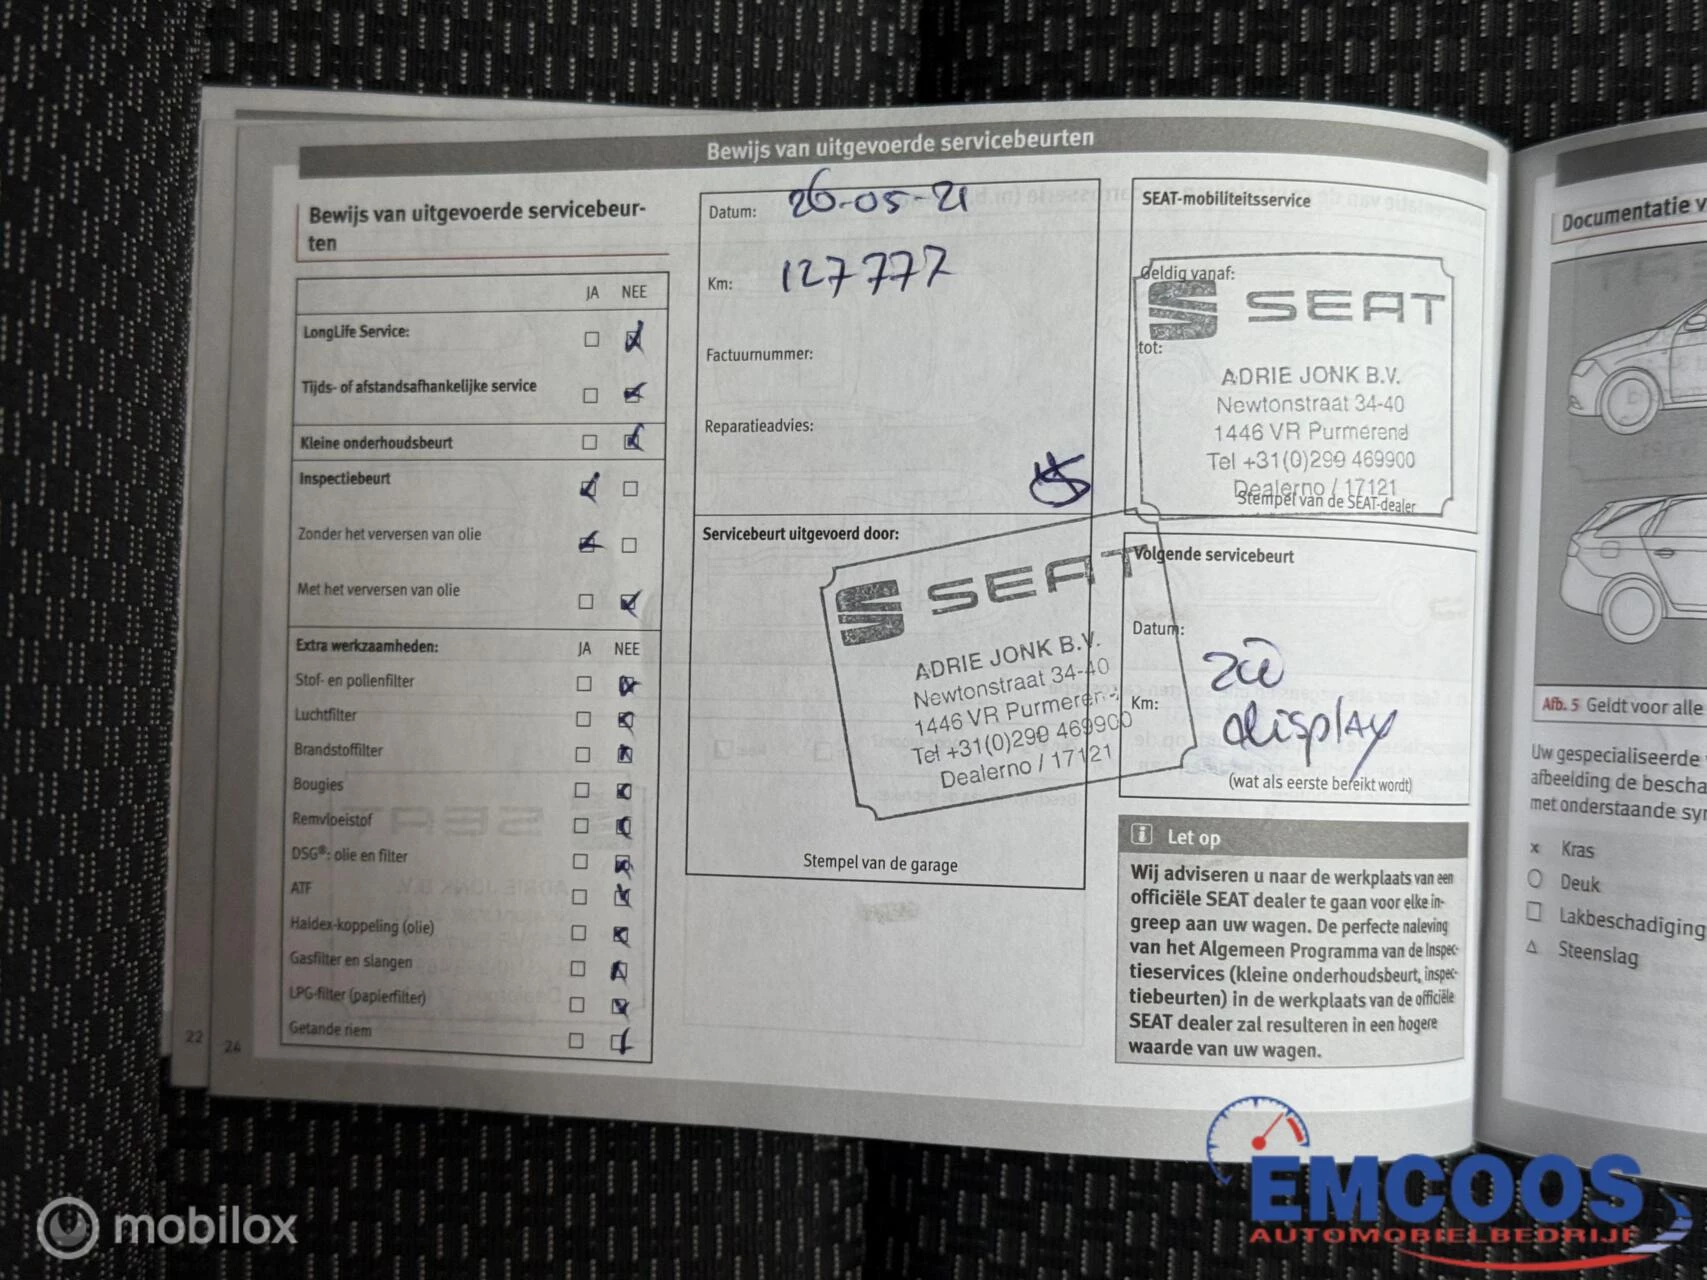 Bewijs van uitgevoerde servicebeurten
Bewijs van uitgevoerde servicebeur-
ten
JA NEE
LongLife Service:
Tijds- of afstandsafhankelijke service
Kleine onderhoudsbeurt
Inspectiebeurt
Zonder het verversen van olie
Met het verversen van olie
Extra werkzaamheden: JA NEE
Stof- en pollenfilter
Luchtfilter
Brandstoffilter
Bougies
Remvloeistof
DSG®: olie en filter
ATF
Haldex-koppeling (olie)
Gasfilter en slangen
LPG-filter (papierfilter)
Getande riem
22
24
Datum: 26-05-21
Km: 127777
Factuurnummer:
Reparatieadvies:
Servicebeurt uitgevoerd door:
SEAT
ADRIE JONK B.V.
Newtonstraat 34-40
1446 VR Purmerend
Tel +31(0)299 469900
Dealerno / 17121
Stempel van de garage
SEAT-mobiliteitsservice
Geldig vanaf:
SEAT
tot:
ADRIE JONK B.V.
Newtonstraat 34-40
1446 VR Purmerend
Tel +31(0)299 469900
Dealerno / 17121
Stempel van de SEAT-dealer
Volgende servicebeurt
Datum:
Km:
display
(wat als eerste bereikt wordt)
i Let op
Wij adviseren u naar de werkplaats van een
officiële SEAT dealer te gaan voor elke in-
greep aan uw wagen. De perfecte naleving
van het Algemeen Programma van de Inspec-
tieservices (kleine onderhoudsbeurt, inspec-
tiebeurten) in de werkplaats van de officiële
SEAT dealer zal resulteren in een hogere
waarde van uw wagen.
Documentatie
Afb. 5 Geldt voor alle
Uw gespecialiseerde
afbeelding de bescha
met onderstaande sy
x Kras
Deuk
Lakbeschadiging
Steenslag
mobilox
EMCOOS
AUTOMOBIELBEDRIJF